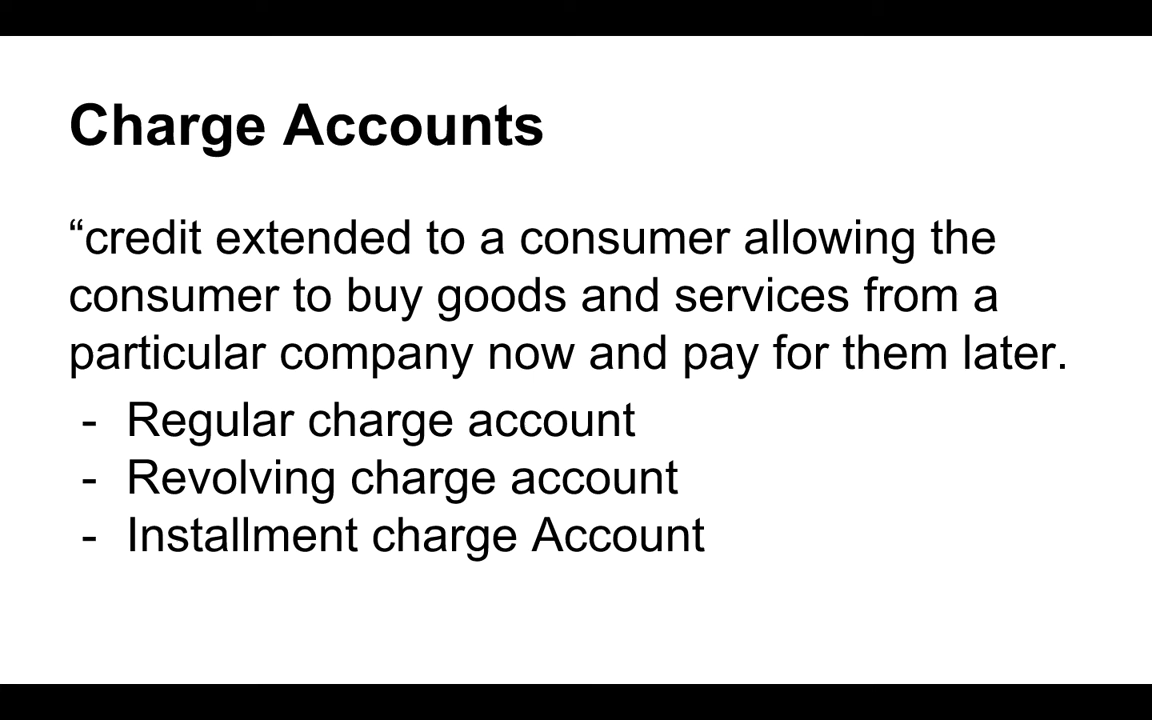 Charge Accounts
“credit extended to a consumer allowing the
consumer to buy goods and services from a
particular company now and pay for them later.
- Regular charge account
- Revolving charge account
- Installment charge Account